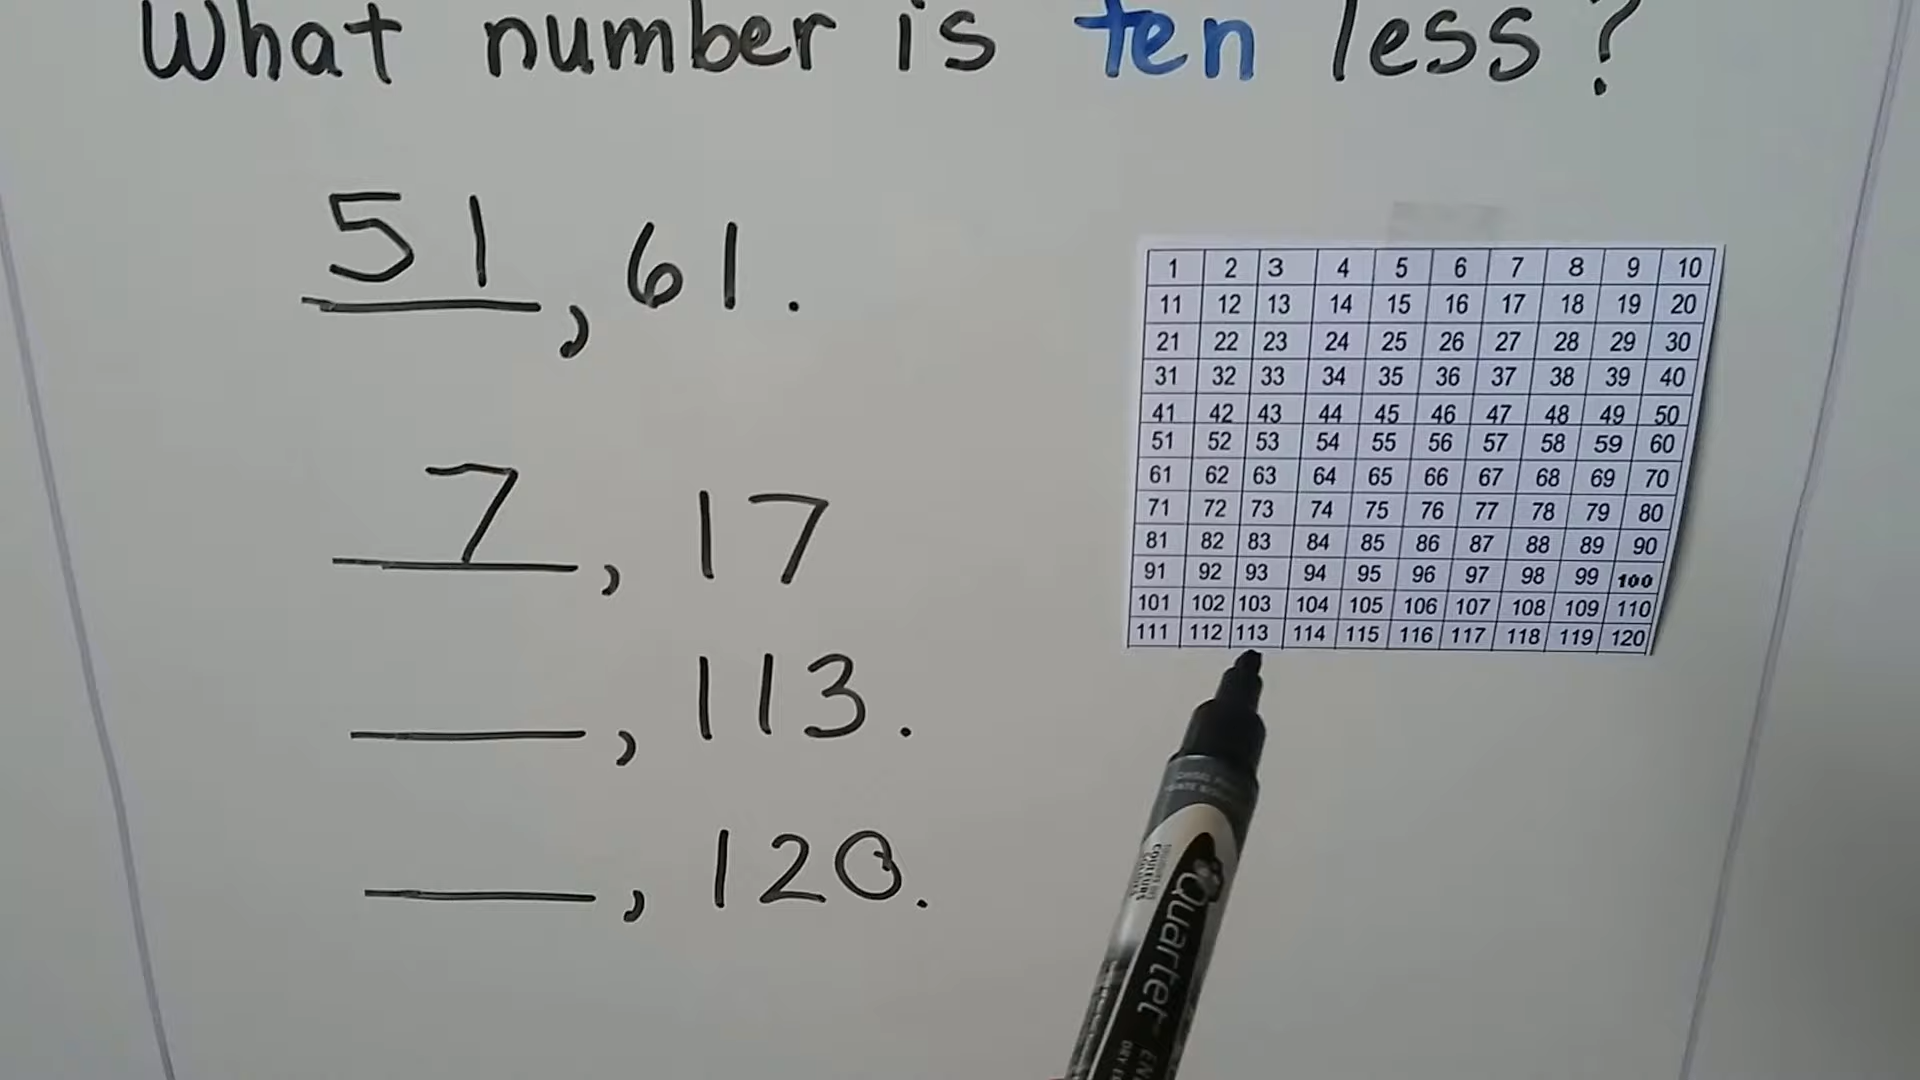 What number is ten less?
51, 61.
7, 17
___, 113.
___, 120.
1 2 3 4 5 6 7 8 9 10
11 12 13 14 15 16 17 18 19 20
21 22 23 24 25 26 27 28 29 30
31 32 33 34 35 36 37 38 39 40
41 42 43 44 45 46 47 48 49 50
51 52 53 54 55 56 57 58 59 60
61 62 63 64 65 66 67 68 69 70
71 72 73 74 75 76 77 78 79 80
81 82 83 84 85 86 87 88 89 90
91 92 93 94 95 96 97 98 99 100
101 102 103 104 105 106 107 108 109 110
111 112 113 114 115 116 117 118 119 120
Quartet